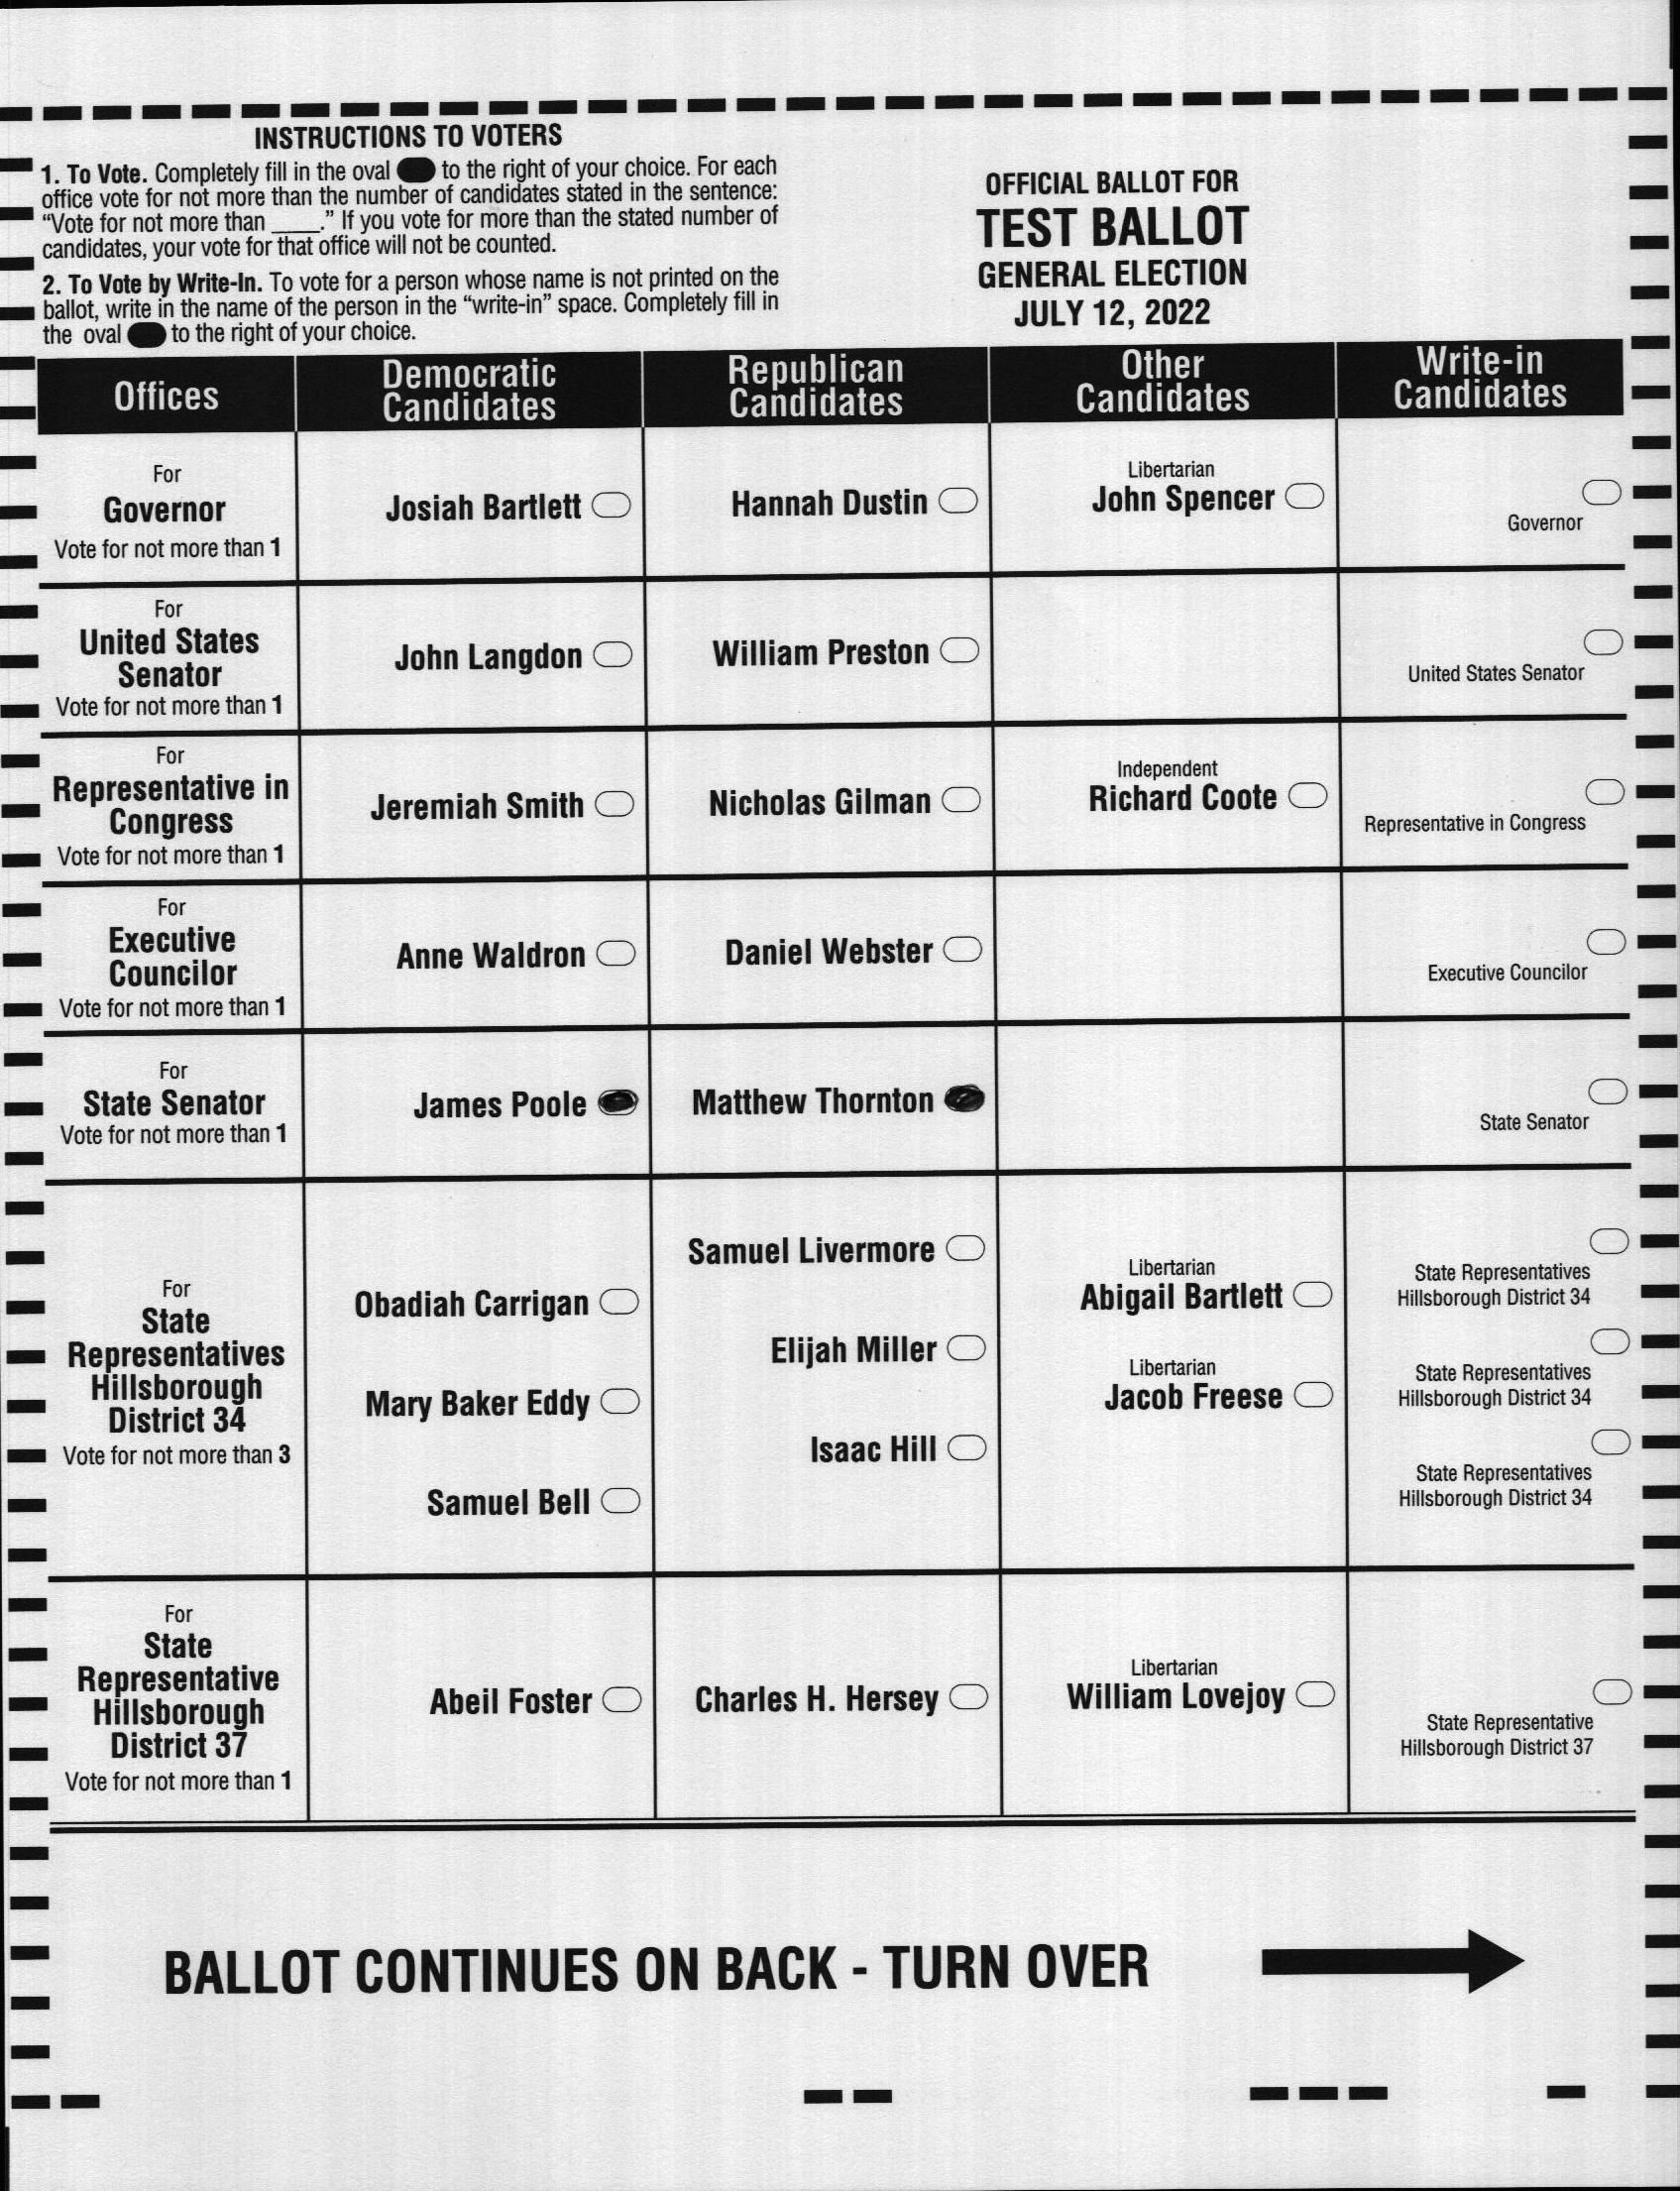 INSTRUCTIONS TO VOTERS
1. To Vote. Completely fill in the oval to the right of your choice. For each
office vote for not more than the number of candidates stated in the sentence:
“Vote for not more than ____.” If you vote for more than the stated number of
candidates, your vote for that office will not be counted.
2. To Vote by Write-In. To vote for a person whose name is not printed on the
ballot, write in the name of the person in the “write-in” space. Completely fill in
the oval to the right of your choice.
OFFICIAL BALLOT FOR
TEST BALLOT
GENERAL ELECTION
JULY 12, 2022
Offices
Democratic
Candidates
Republican
Candidates
Other
Candidates
Write-in
Candidates
For
Governor
Vote for not more than 1
Josiah Bartlett
Hannah Dustin
Libertarian
John Spencer
Governor
For
United States
Senator
Vote for not more than 1
John Langdon
William Preston
United States Senator
For
Representative in
Congress
Vote for not more than 1
Jeremiah Smith
Nicholas Gilman
Independent
Richard Coote
Representative in Congress
For
Executive
Councilor
Vote for not more than 1
Anne Waldron
Daniel Webster
Executive Councilor
For
State Senator
Vote for not more than 1
James Poole
Matthew Thornton
State Senator
For
State
Representatives
Hillsborough
District 34
Vote for not more than 3
Obadiah Carrigan
Mary Baker Eddy
Samuel Bell
Samuel Livermore
Elijah Miller
Isaac Hill
Libertarian
Abigail Bartlett
Libertarian
Jacob Freese
State Representatives
Hillsborough District 34
State Representatives
Hillsborough District 34
State Representatives
Hillsborough District 34
For
State
Representative
Hillsborough
District 37
Vote for not more than 1
Abeil Foster
Charles H. Hersey
Libertarian
William Lovejoy
State Representative
Hillsborough District 37
BALLOT CONTINUES ON BACK - TURN OVER